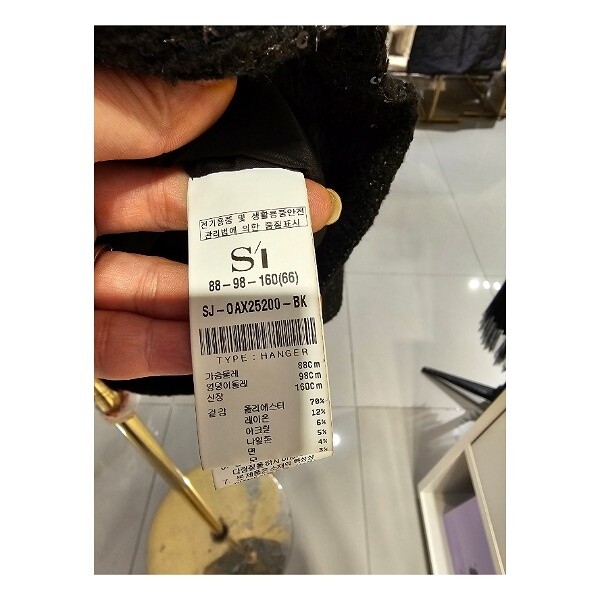 전기용품 및 생활용품안전
관리법에 의한 품질표시
S/I
88-98-160(66)
SJ-OAX25200-BK
TYPE : HANGER
가슴둘레 88Cm
엉덩이둘레 98Cm
신장 160Cm
겉감 폴리에스터 70%
레이온 12%
아크릴 6%
나일론 5%
면 4%
모 3%